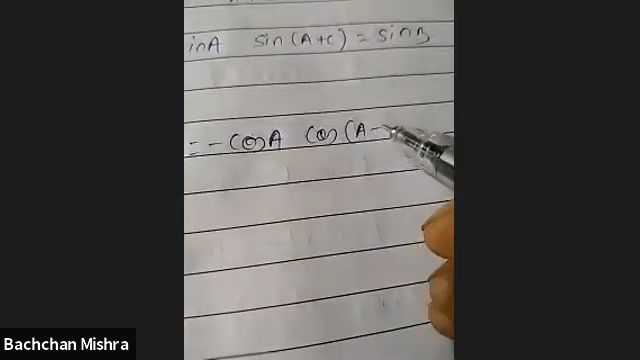 inA sin(A+C) = sinB
= - CosA Cos(A -
Bachchan Mishra